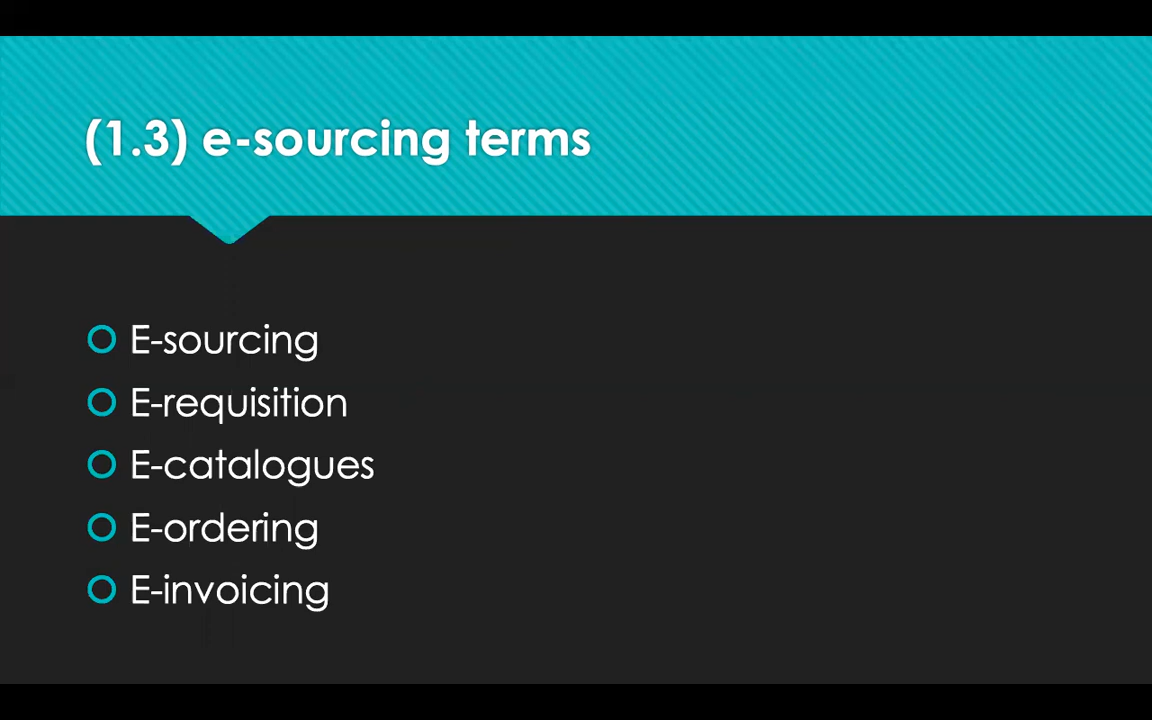 (1.3) e-sourcing terms
E-sourcing
E-requisition
E-catalogues
E-ordering
E-invoicing